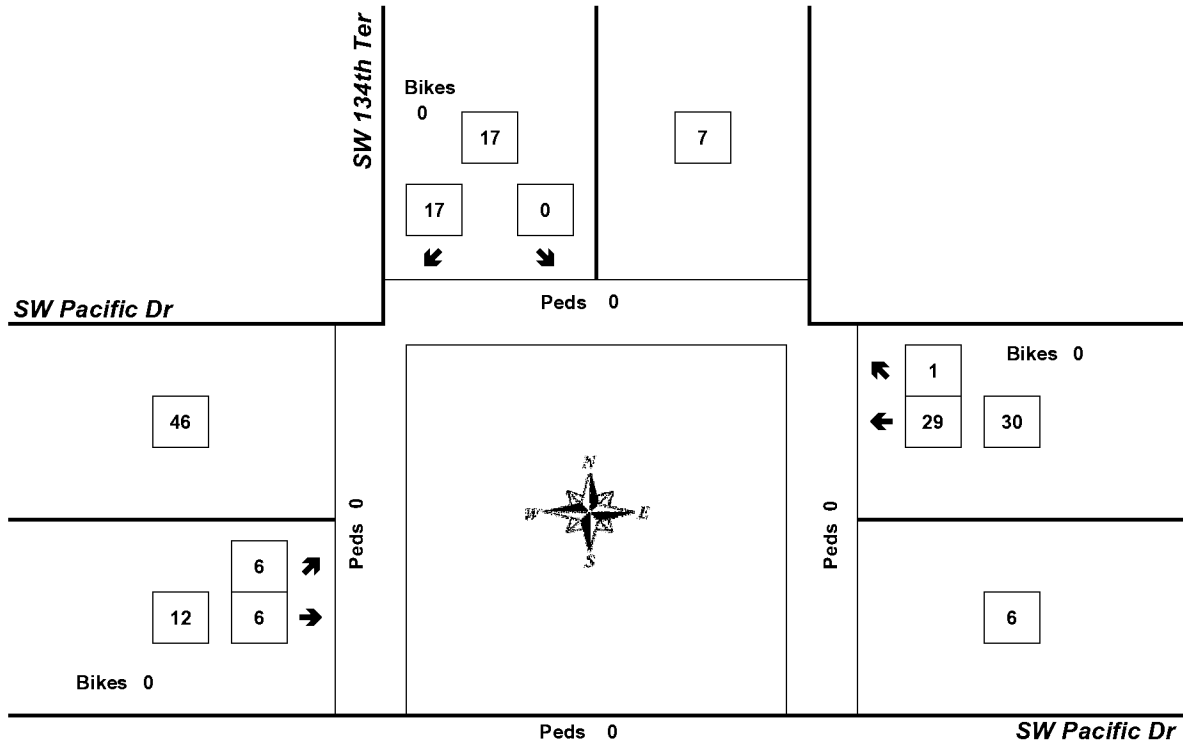 SW 134th Ter
Bikes
0
17
7
17
0
Peds 0
SW Pacific Dr
Bikes 0
1
46
29
30
N
W
E
S
Peds 0
Peds 0
6
12
6
6
Bikes 0
Peds 0
SW Pacific Dr